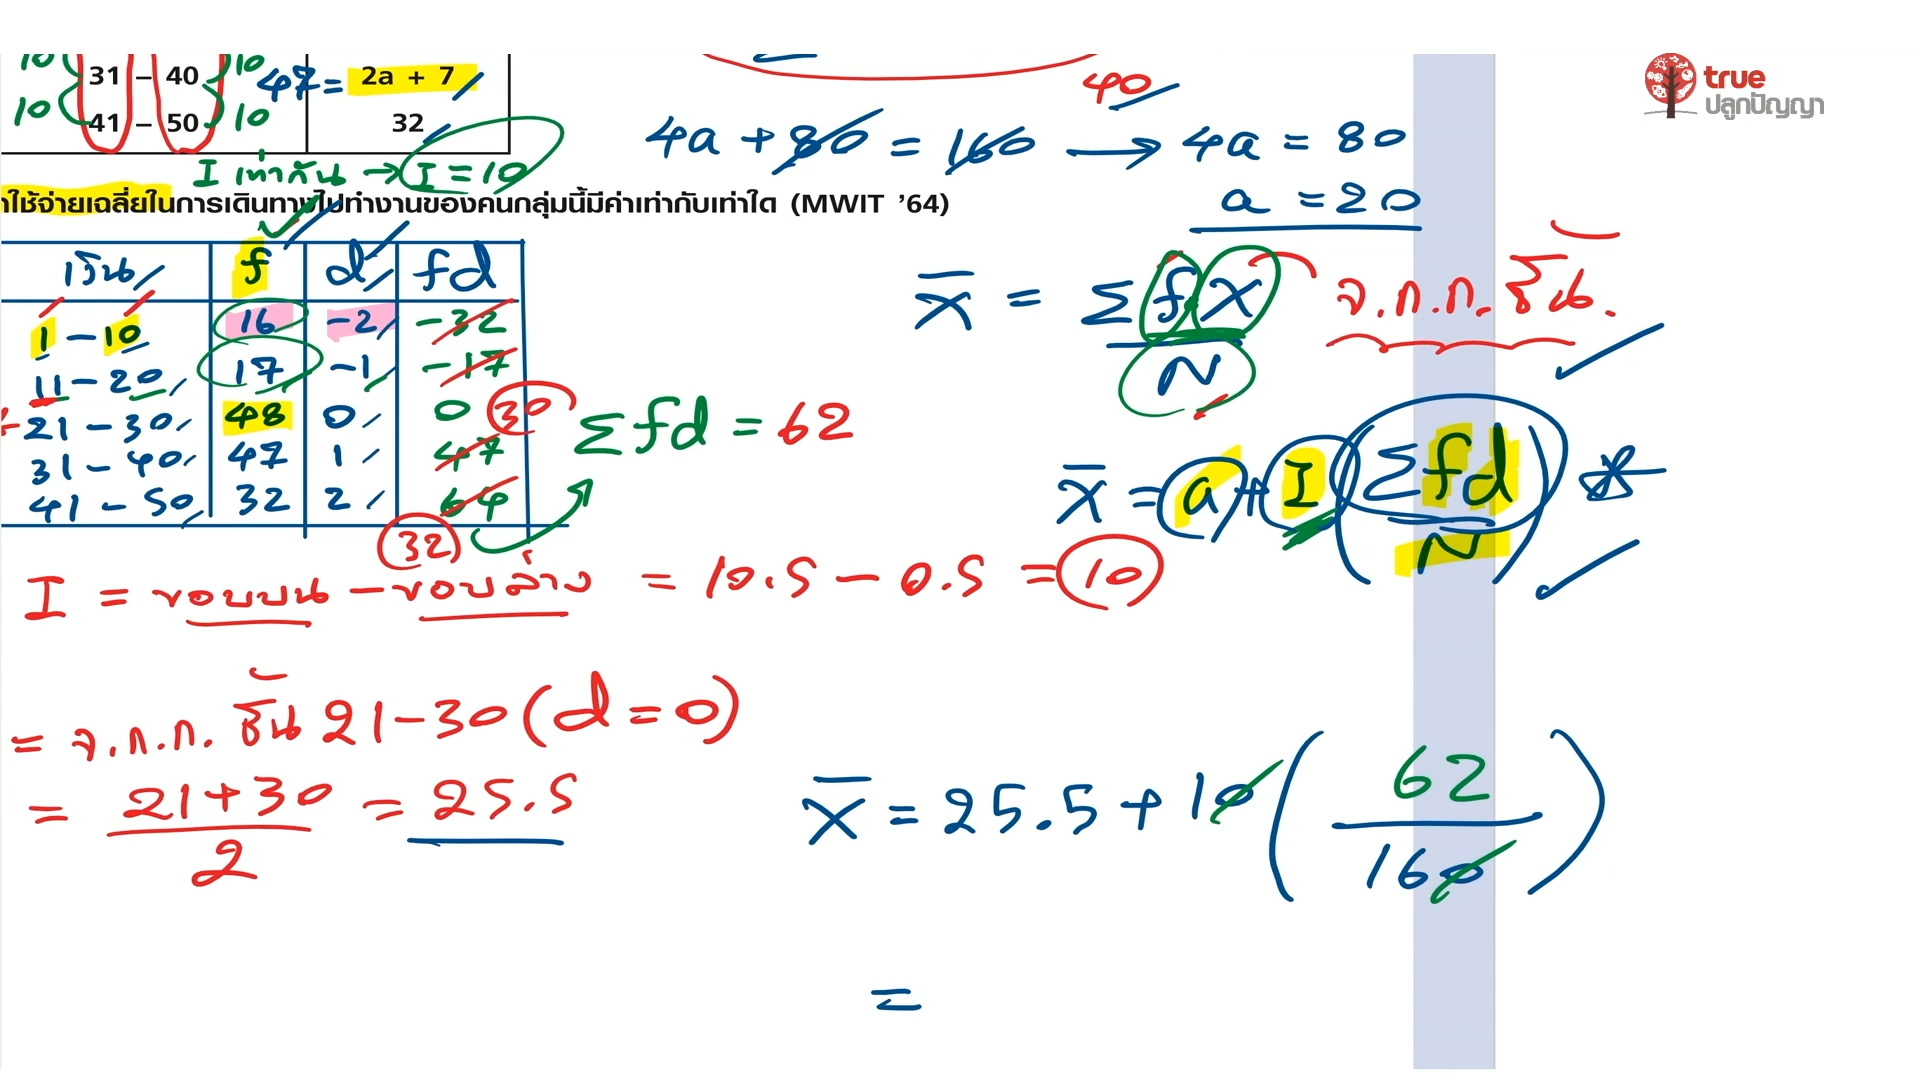 true
ปลูกปัญญา
10 31 – 40 10 47 = 2a + 7
10 41 – 50 10 32
I เท่ากัน → I = 10
40
4a + 80 = 160 → 4a = 80
a = 20
าใช้จ่ายเฉลี่ยในการเดินทางไปทำงานของคนกลุ่มนี้มีค่าเท่ากับเท่าใด (MWIT ’64)
เงิน f d fd
1 – 10 16 -2 -32
11 – 20 17 -1 -17
21 – 30 48 0 0 30
31 – 40 47 1 47
41 – 50 32 2 64
32
Σfd = 62
x̄ = Σfx / N จ.ก.ก. ชั้น.
x̄ = a + I (Σfd / N) *
I = ขอบบน – ขอบล่าง = 10.5 – 0.5 = 10
= จ.ก.ก. ชั้น 21 – 30 (d = 0)
= 21 + 30 / 2 = 25.5
x̄ = 25.5 + 10 (62 / 160)
=